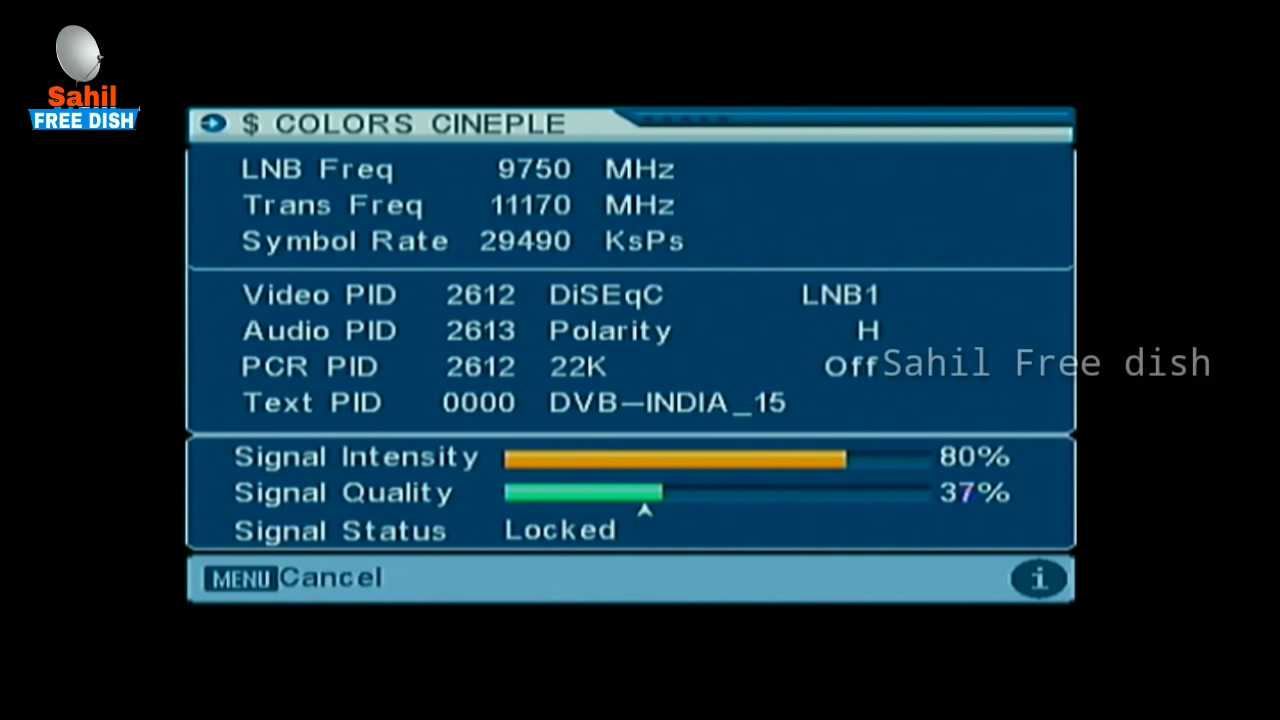 Sahil
FREE DISH
$ COLORS CINEPLE
LNB Freq 9750 MHz
Trans Freq 11170 MHz
Symbol Rate 29490 KsPs
Video PID 2612 DiSEqC LNB1
Audio PID 2613 Polarity H
PCR PID 2612 22K Off
Sahil Free dish
Text PID 0000 DVB-INDIA_15
Signal Intensity 80%
Signal Quality 37%
Signal Status Locked
MENU Cancel i